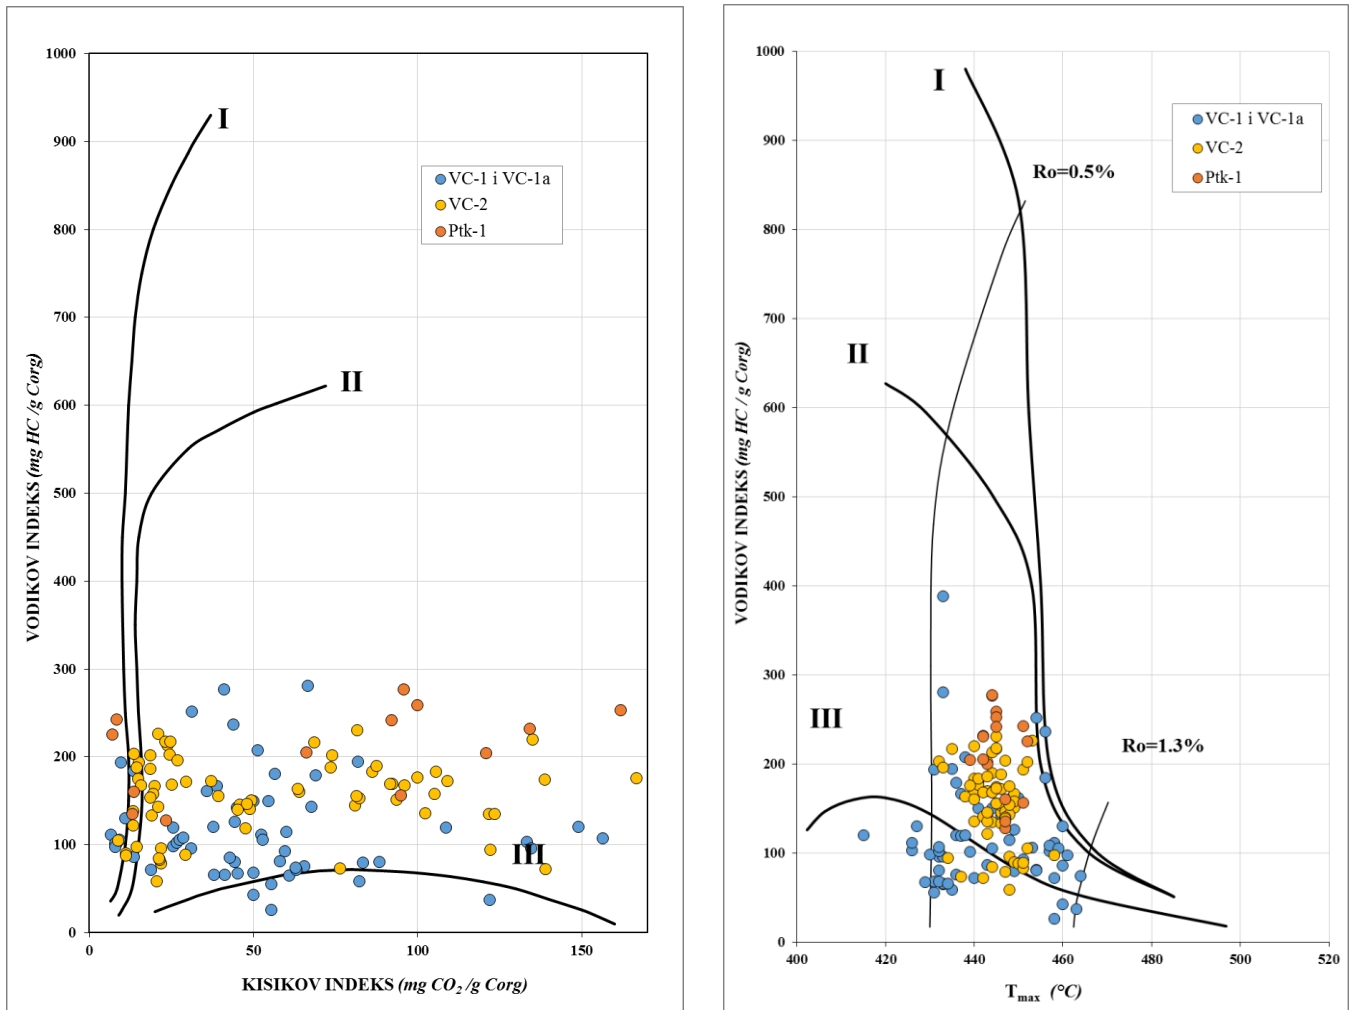 1000
900
800
700
600
500
400
300
200
100
0
0
50
100
150
VODIKOV INDEKS (mg HC /g Corg)
KISIKOV INDEKS (mg CO2 /g Corg)
I
II
III
VC-1 i VC-1a
VC-2
Ptk-1
1000
900
800
700
600
500
400
300
200
100
0
400
420
440
460
480
500
520
VODIKOV INDEKS (mg HC / g Corg)
Tmax (°C)
I
II
III
Ro=0.5%
Ro=1.3%
VC-1 i VC-1a
VC-2
Ptk-1